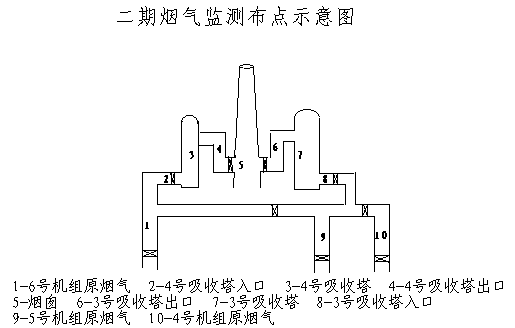 二期烟气监测布点示意图
3
4
5
6
7
2
8
1
9
10
1-6号机组原烟气 2-4号吸收塔入口 3-4号吸收塔 4-4号吸收塔出口
5-烟囱 6-3号吸收塔出口 7-3号吸收塔 8-3号吸收塔入口
9-5号机组原烟气 10-4号机组原烟气